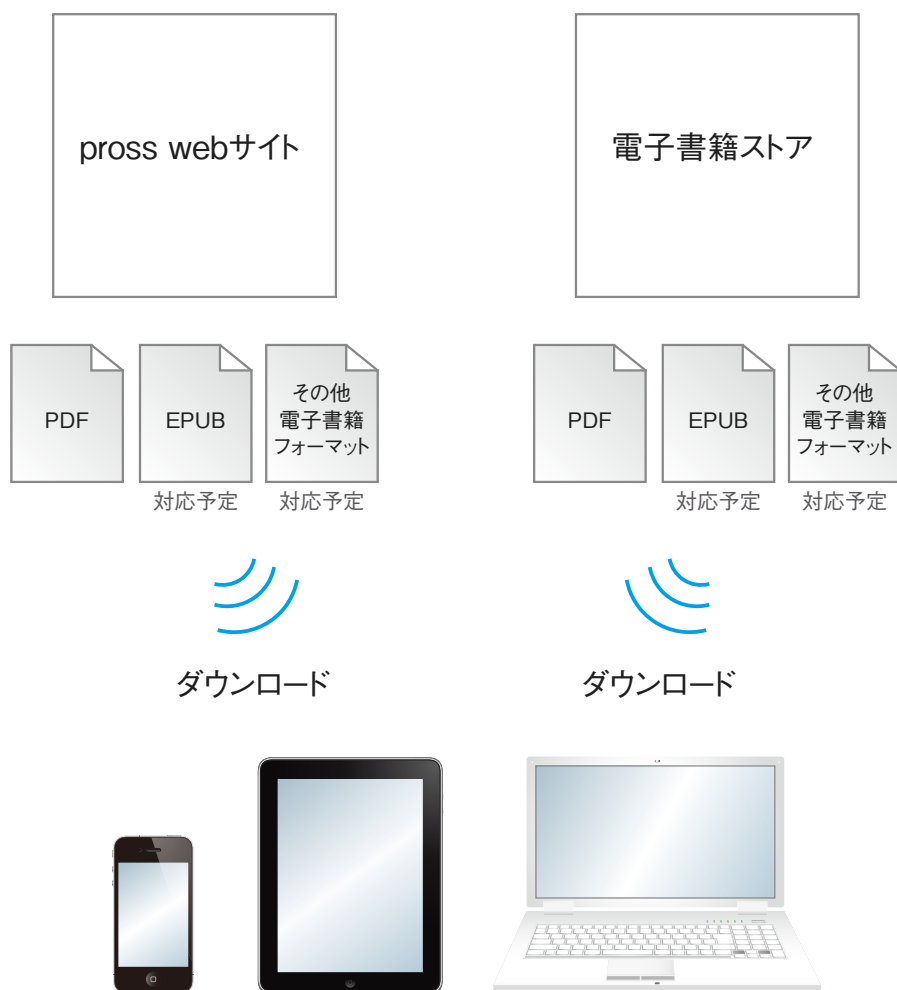 pross webサイト
電子書籍ストア
PDF
EPUB
その他
電子書籍
フォーマット
対応予定
対応予定
PDF
EPUB
その他
電子書籍
フォーマット
対応予定
対応予定
ダウンロード
ダウンロード